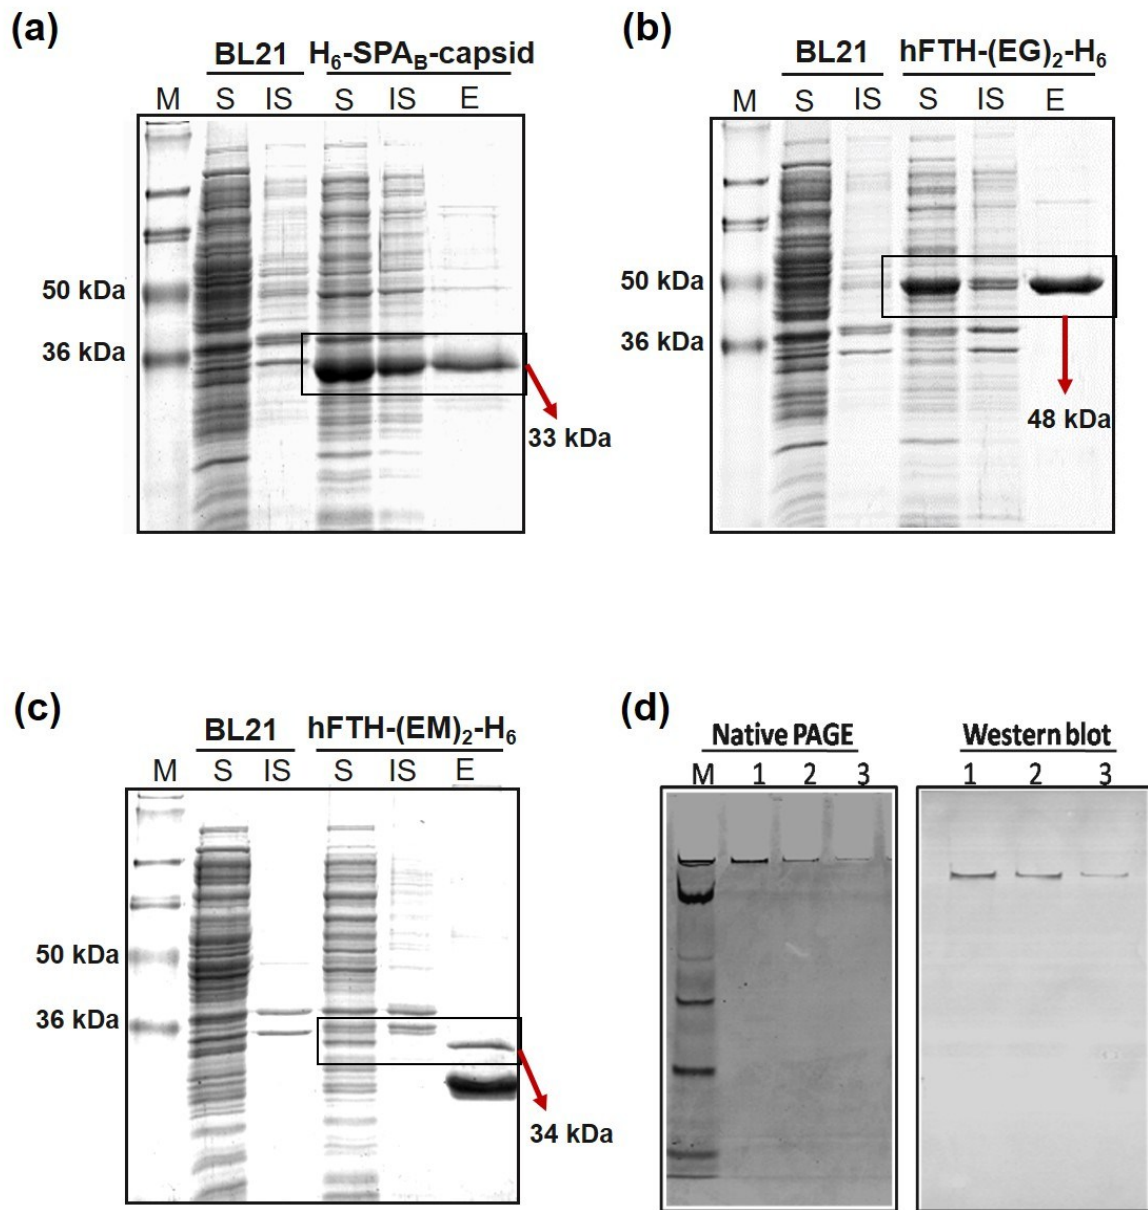 (a)
BL21 H₆-SPA_B-capsid
M S IS S IS E
50 kDa
36 kDa
33 kDa
(b)
BL21 hFTH-(EG)₂-H₆
M S IS S IS E
50 kDa
36 kDa
48 kDa
(c)
BL21 hFTH-(EM)₂-H₆
M S IS S IS E
50 kDa
36 kDa
34 kDa
(d)
Native PAGE
M 1 2 3
Western blot
1 2 3